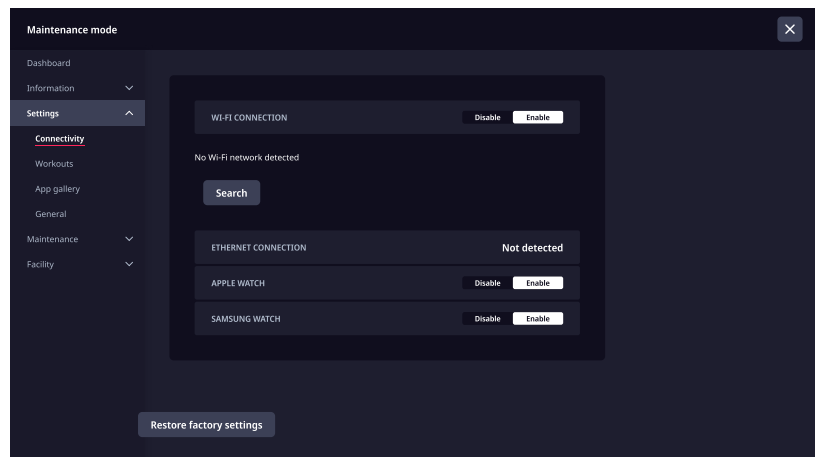 Maintenance mode
Dashboard
Information
Settings
Connectivity
Workouts
App gallery
General
Maintenance
Facility
WI-FI CONNECTION Disable Enable
No Wi-Fi network detected
Search
ETHERNET CONNECTION Not detected
APPLE WATCH Disable Enable
SAMSUNG WATCH Disable Enable
Restore factory settings